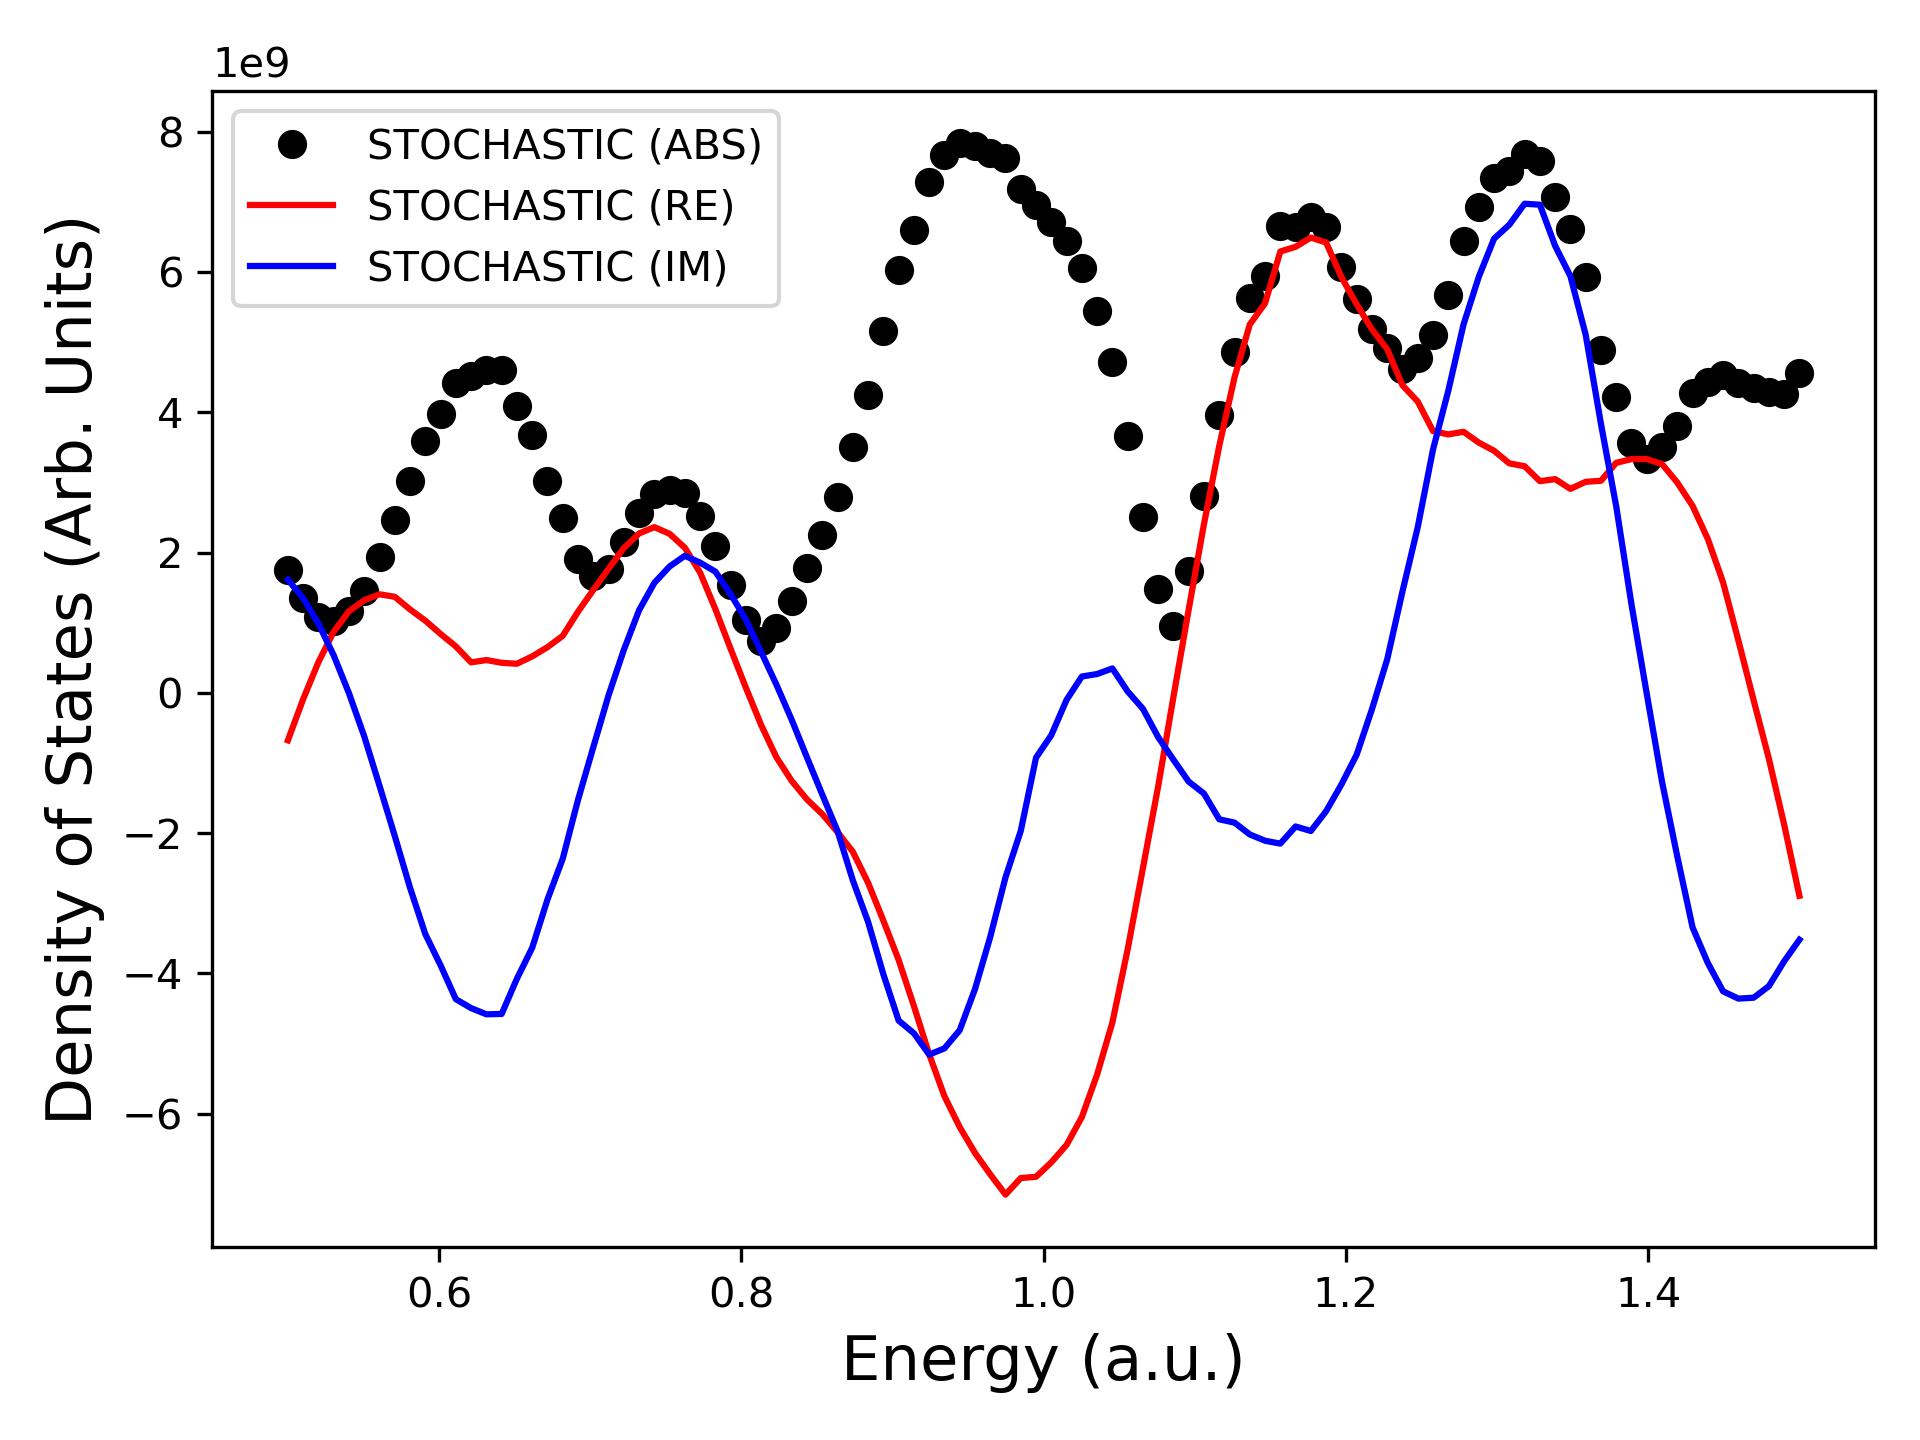 1e9
8
6
4
2
0
−2
−4
−6
Density of States (Arb. Units)
STOCHASTIC (ABS)
STOCHASTIC (RE)
STOCHASTIC (IM)
0.6 0.8 1.0 1.2 1.4
Energy (a.u.)